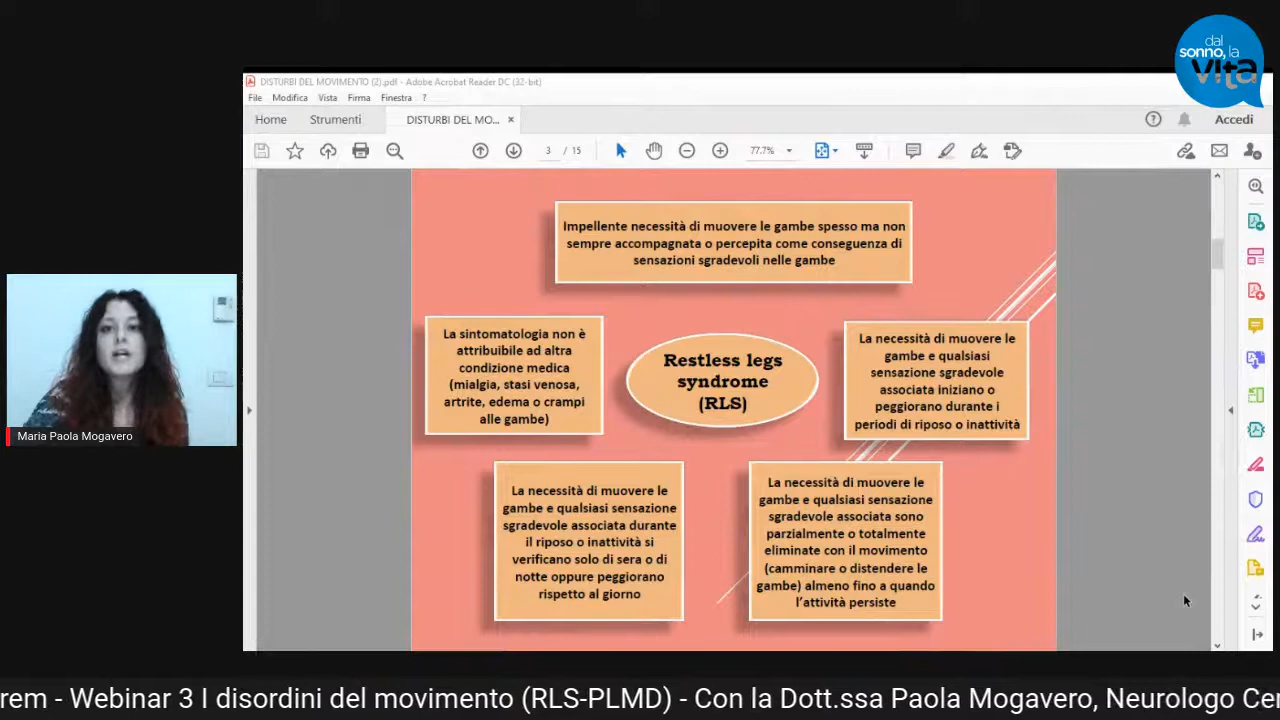 dal
sonno, la
vita
DISTURBI DEL MOVIMENTO (2).pdf - Adobe Acrobat Reader DC (32-bit)
File Modifica Vista Firma Finestra ?
Home Strumenti DISTURBI DEL MO... × Accedi
3 / 15 77.7%
Impellente necessità di muovere le gambe spesso ma non
sempre accompagnata o percepita come conseguenza di
sensazioni sgradevoli nelle gambe
La sintomatologia non è
attribuibile ad altra
condizione medica
(mialgia, stasi venosa,
artrite, edema o crampi
alle gambe)
Restless legs
syndrome
(RLS)
La necessità di muovere le
gambe e qualsiasi
sensazione sgradevole
associata iniziano o
peggiorano durante i
periodi di riposo o inattività
La necessità di muovere le
gambe e qualsiasi sensazione
sgradevole associata durante
il riposo o inattività si
verificano solo di sera o di
notte oppure peggiorano
rispetto al giorno
La necessità di muovere le
gambe e qualsiasi sensazione
sgradevole associata sono
parzialmente o totalmente
eliminate con il movimento
(camminare o distendere le
gambe) almeno fino a quando
l'attività persiste
Maria Paola Mogavero
rem - Webinar 3 I disordini del movimento (RLS-PLMD) - Con la Dott.ssa Paola Mogavero, Neurologo Cen